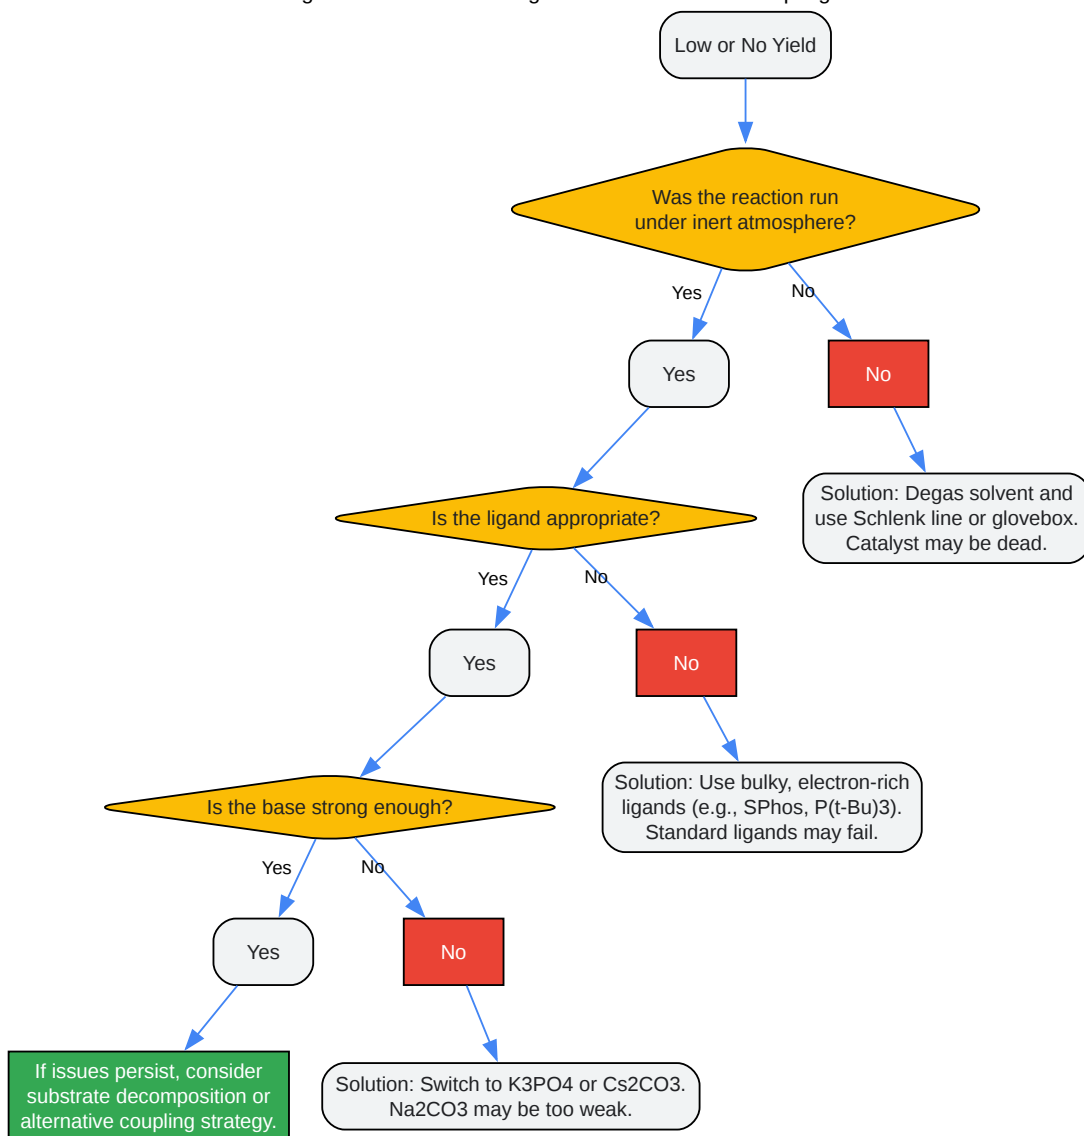 Low or No Yield
Was the reaction run
under inert atmosphere?
Yes
No
Yes
No
Solution: Degas solvent and
use Schlenk line or glovebox.
Catalyst may be dead.
Is the ligand appropriate?
Yes
No
Yes
No
Solution: Use bulky, electron-rich
ligands (e.g., SPhos, P(t-Bu)3).
Standard ligands may fail.
Is the base strong enough?
Yes
No
Yes
No
If issues persist, consider
substrate decomposition or
alternative coupling strategy.
Solution: Switch to K3PO4 or Cs2CO3.
Na2CO3 may be too weak.